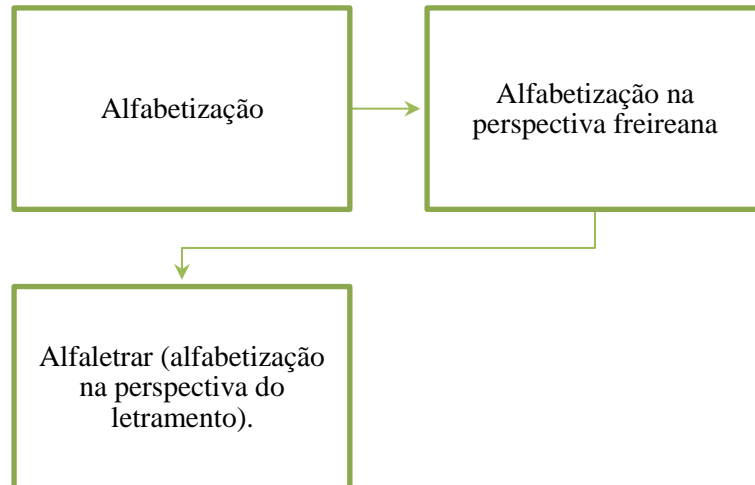 Alfabetização
Alfabetização na
perspectiva freireana
Alfaletrar (alfabetização
na perspectiva do
letramento).